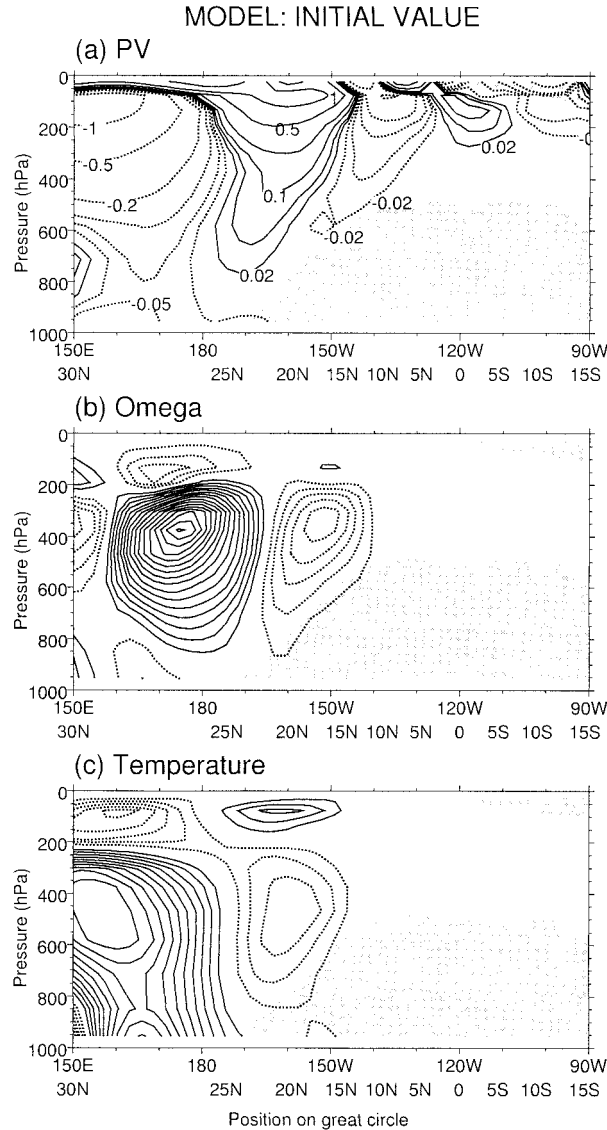 MODEL: INITIAL VALUE
(a) PV
0
200
400
600
800
1000
Pressure (hPa)
-1
-0.5
-0.2
-0.05
1
0.5
0.1
0.02
-0.02
-0.02
0.02
150E 180 150W 120W 90W
30N 25N 20N 15N 10N 5N 0 5S 10S 15S
(b) Omega
0
200
400
600
800
1000
Pressure (hPa)
150E 180 150W 120W 90W
30N 25N 20N 15N 10N 5N 0 5S 10S 15S
(c) Temperature
0
200
400
600
800
1000
Pressure (hPa)
150E 180 150W 120W 90W
30N 25N 20N 15N 10N 5N 0 5S 10S 15S
Position on great circle